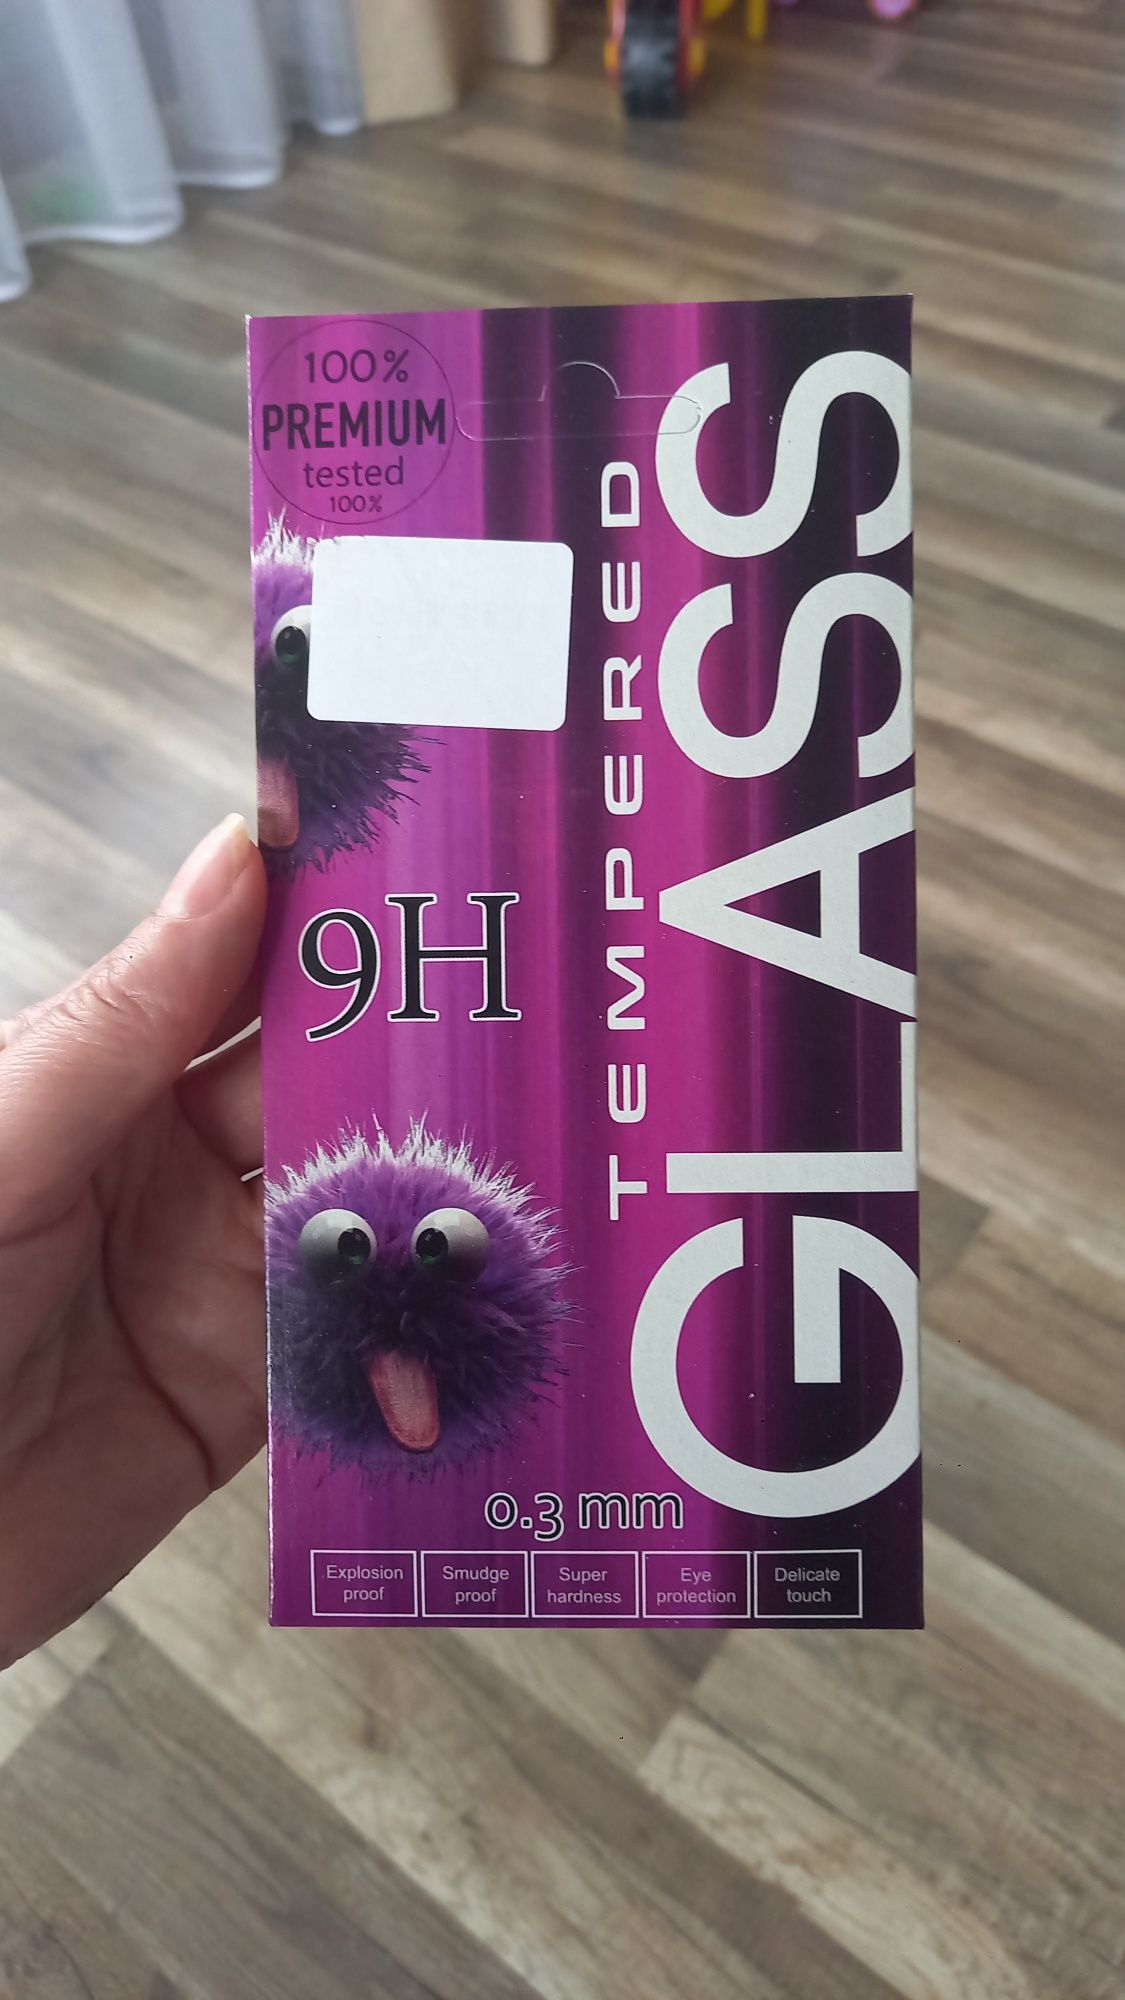 100%
PREMIUM
tested
100%
TEMPERED
GLASS
9H
0.3 mm
Explosion
proof
Smudge
proof
Super
hardness
Eye
protection
Delicate
touch